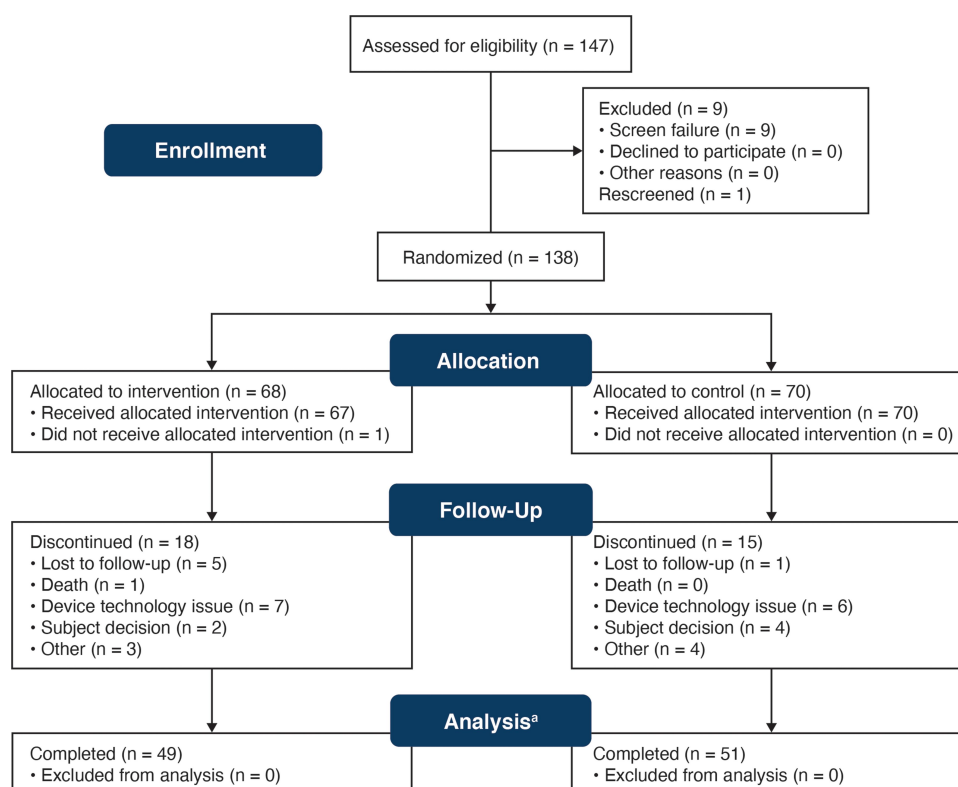 Assessed for eligibility (n = 147)
Excluded (n = 9)
• Screen failure (n = 9)
• Declined to participate (n = 0)
• Other reasons (n = 0)
Rescreened (n = 1)
Enrollment
Randomized (n = 138)
Allocation
Allocated to intervention (n = 68)
• Received allocated intervention (n = 67)
• Did not receive allocated intervention (n = 1)
Allocated to control (n = 70)
• Received allocated intervention (n = 70)
• Did not receive allocated intervention (n = 0)
Follow-Up
Discontinued (n = 18)
• Lost to follow-up (n = 5)
• Death (n = 1)
• Device technology issue (n = 7)
• Subject decision (n = 2)
• Other (n = 3)
Discontinued (n = 15)
• Lost to follow-up (n = 1)
• Death (n = 0)
• Device technology issue (n = 6)
• Subject decision (n = 4)
• Other (n = 4)
Analysisᵃ
Completed (n = 49)
• Excluded from analysis (n = 0)
Completed (n = 51)
• Excluded from analysis (n = 0)